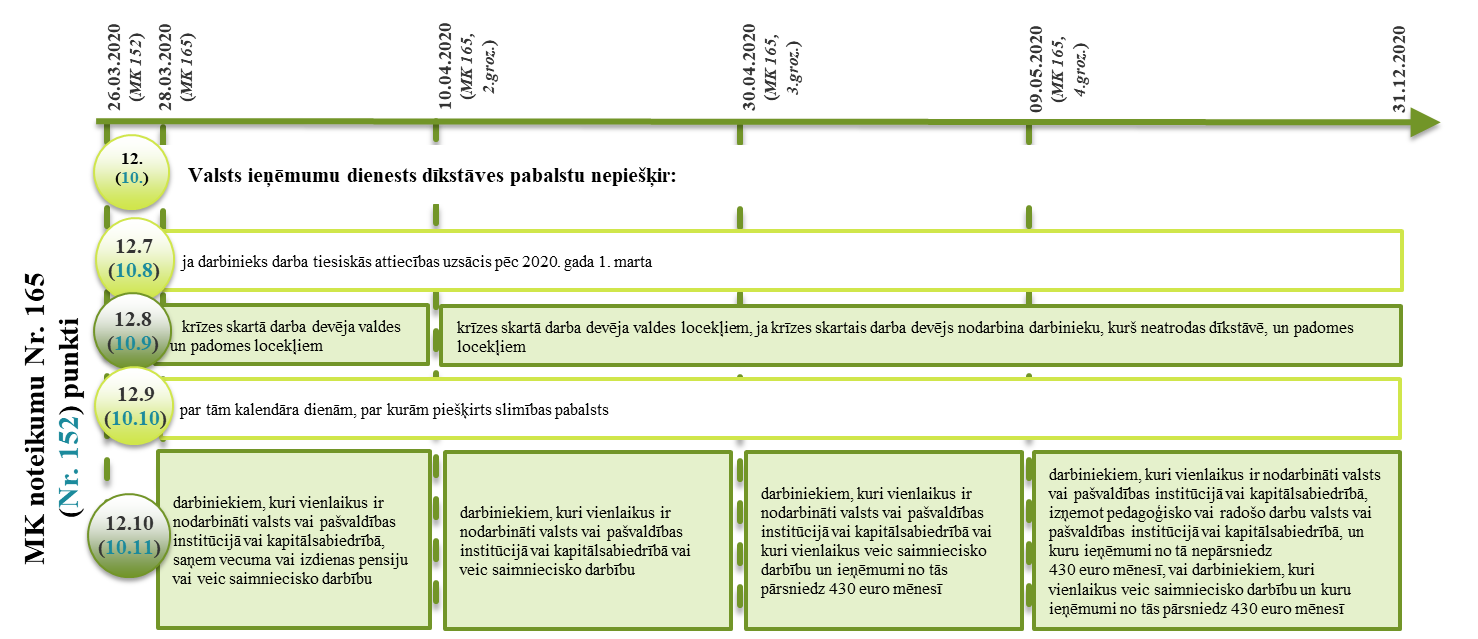 26.03.2020
(MK 152)
28.03.2020
(MK 165)
10.04.2020
(MK 165,
2.groz.)
30.04.2020
(MK 165,
3.groz.)
09.05.2020
(MK 165,
4.groz.)
31.12.2020
MK noteikumu Nr. 165
(Nr. 152) punkti
12.
(10.)
Valsts ieņēmumu dienests dīkstāves pabalstu nepiešķir:
12.7
(10.8)
ja darbinieks darba tiesiskās attiecības uzsācis pēc 2020. gada 1. marta
12.8
(10.9)
krīzes skartā darba devēja valdes
un padomes locekļiem
krīzes skartā darba devēja valdes locekļiem, ja krīzes skartais darba devējs nodarbina darbinieku, kurš neatrodas dīkstāvē, un padomes
locekļiem
12.9
(10.10)
par tām kalendāra dienām, par kurām piešķirts slimības pabalsts
12.10
(10.11)
darbiniekiem, kuri vienlaikus ir
nodarbināti valsts vai pašvaldības
institūcijā vai kapitālsabiedrībā,
saņem vecuma vai izdienas pensiju
vai veic saimniecisko darbību
darbiniekiem, kuri vienlaikus ir
nodarbināti valsts vai pašvaldības
institūcijā vai kapitālsabiedrībā vai
veic saimniecisko darbību
darbiniekiem, kuri vienlaikus ir
nodarbināti valsts vai pašvaldības
institūcijā vai kapitālsabiedrībā vai
kuri vienlaikus veic saimniecisko
darbību un ieņēmumi no tās
pārsniedz 430 euro mēnesī
darbiniekiem, kuri vienlaikus ir nodarbināti valsts
vai pašvaldības institūcijā vai kapitālsabiedrībā,
izņemot pedagoģisko vai radošo darbu valsts vai
pašvaldības institūcijā vai kapitālsabiedrībā, un
kuru ieņēmumi no tā nepārsniedz
430 euro mēnesī, vai darbiniekiem, kuri
vienlaikus veic saimniecisko darbību un kuru
ieņēmumi no tās pārsniedz 430 euro mēnesī